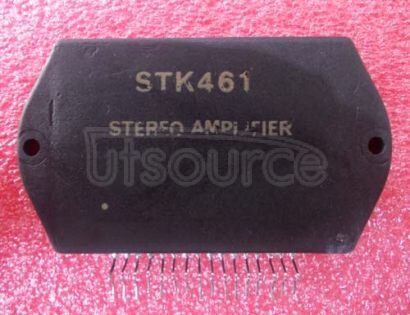 STK461
STEREO AMPLIFIER
Utsource